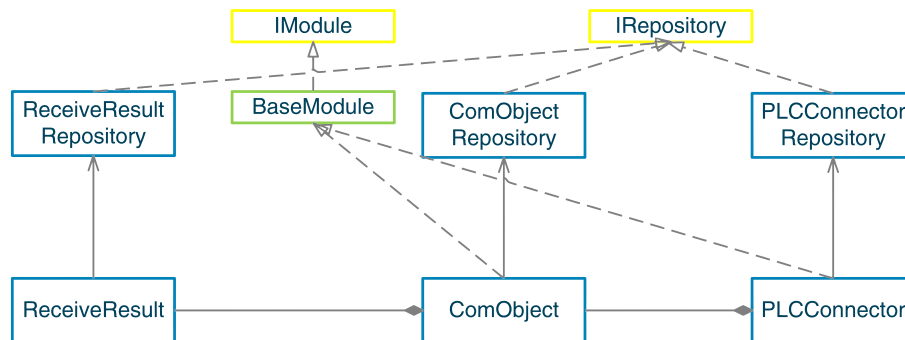 IModule
IRepository
ReceiveResult
Repository
BaseModule
ComObject
Repository
PLCConnector
Repository
ReceiveResult
ComObject
PLCConnector